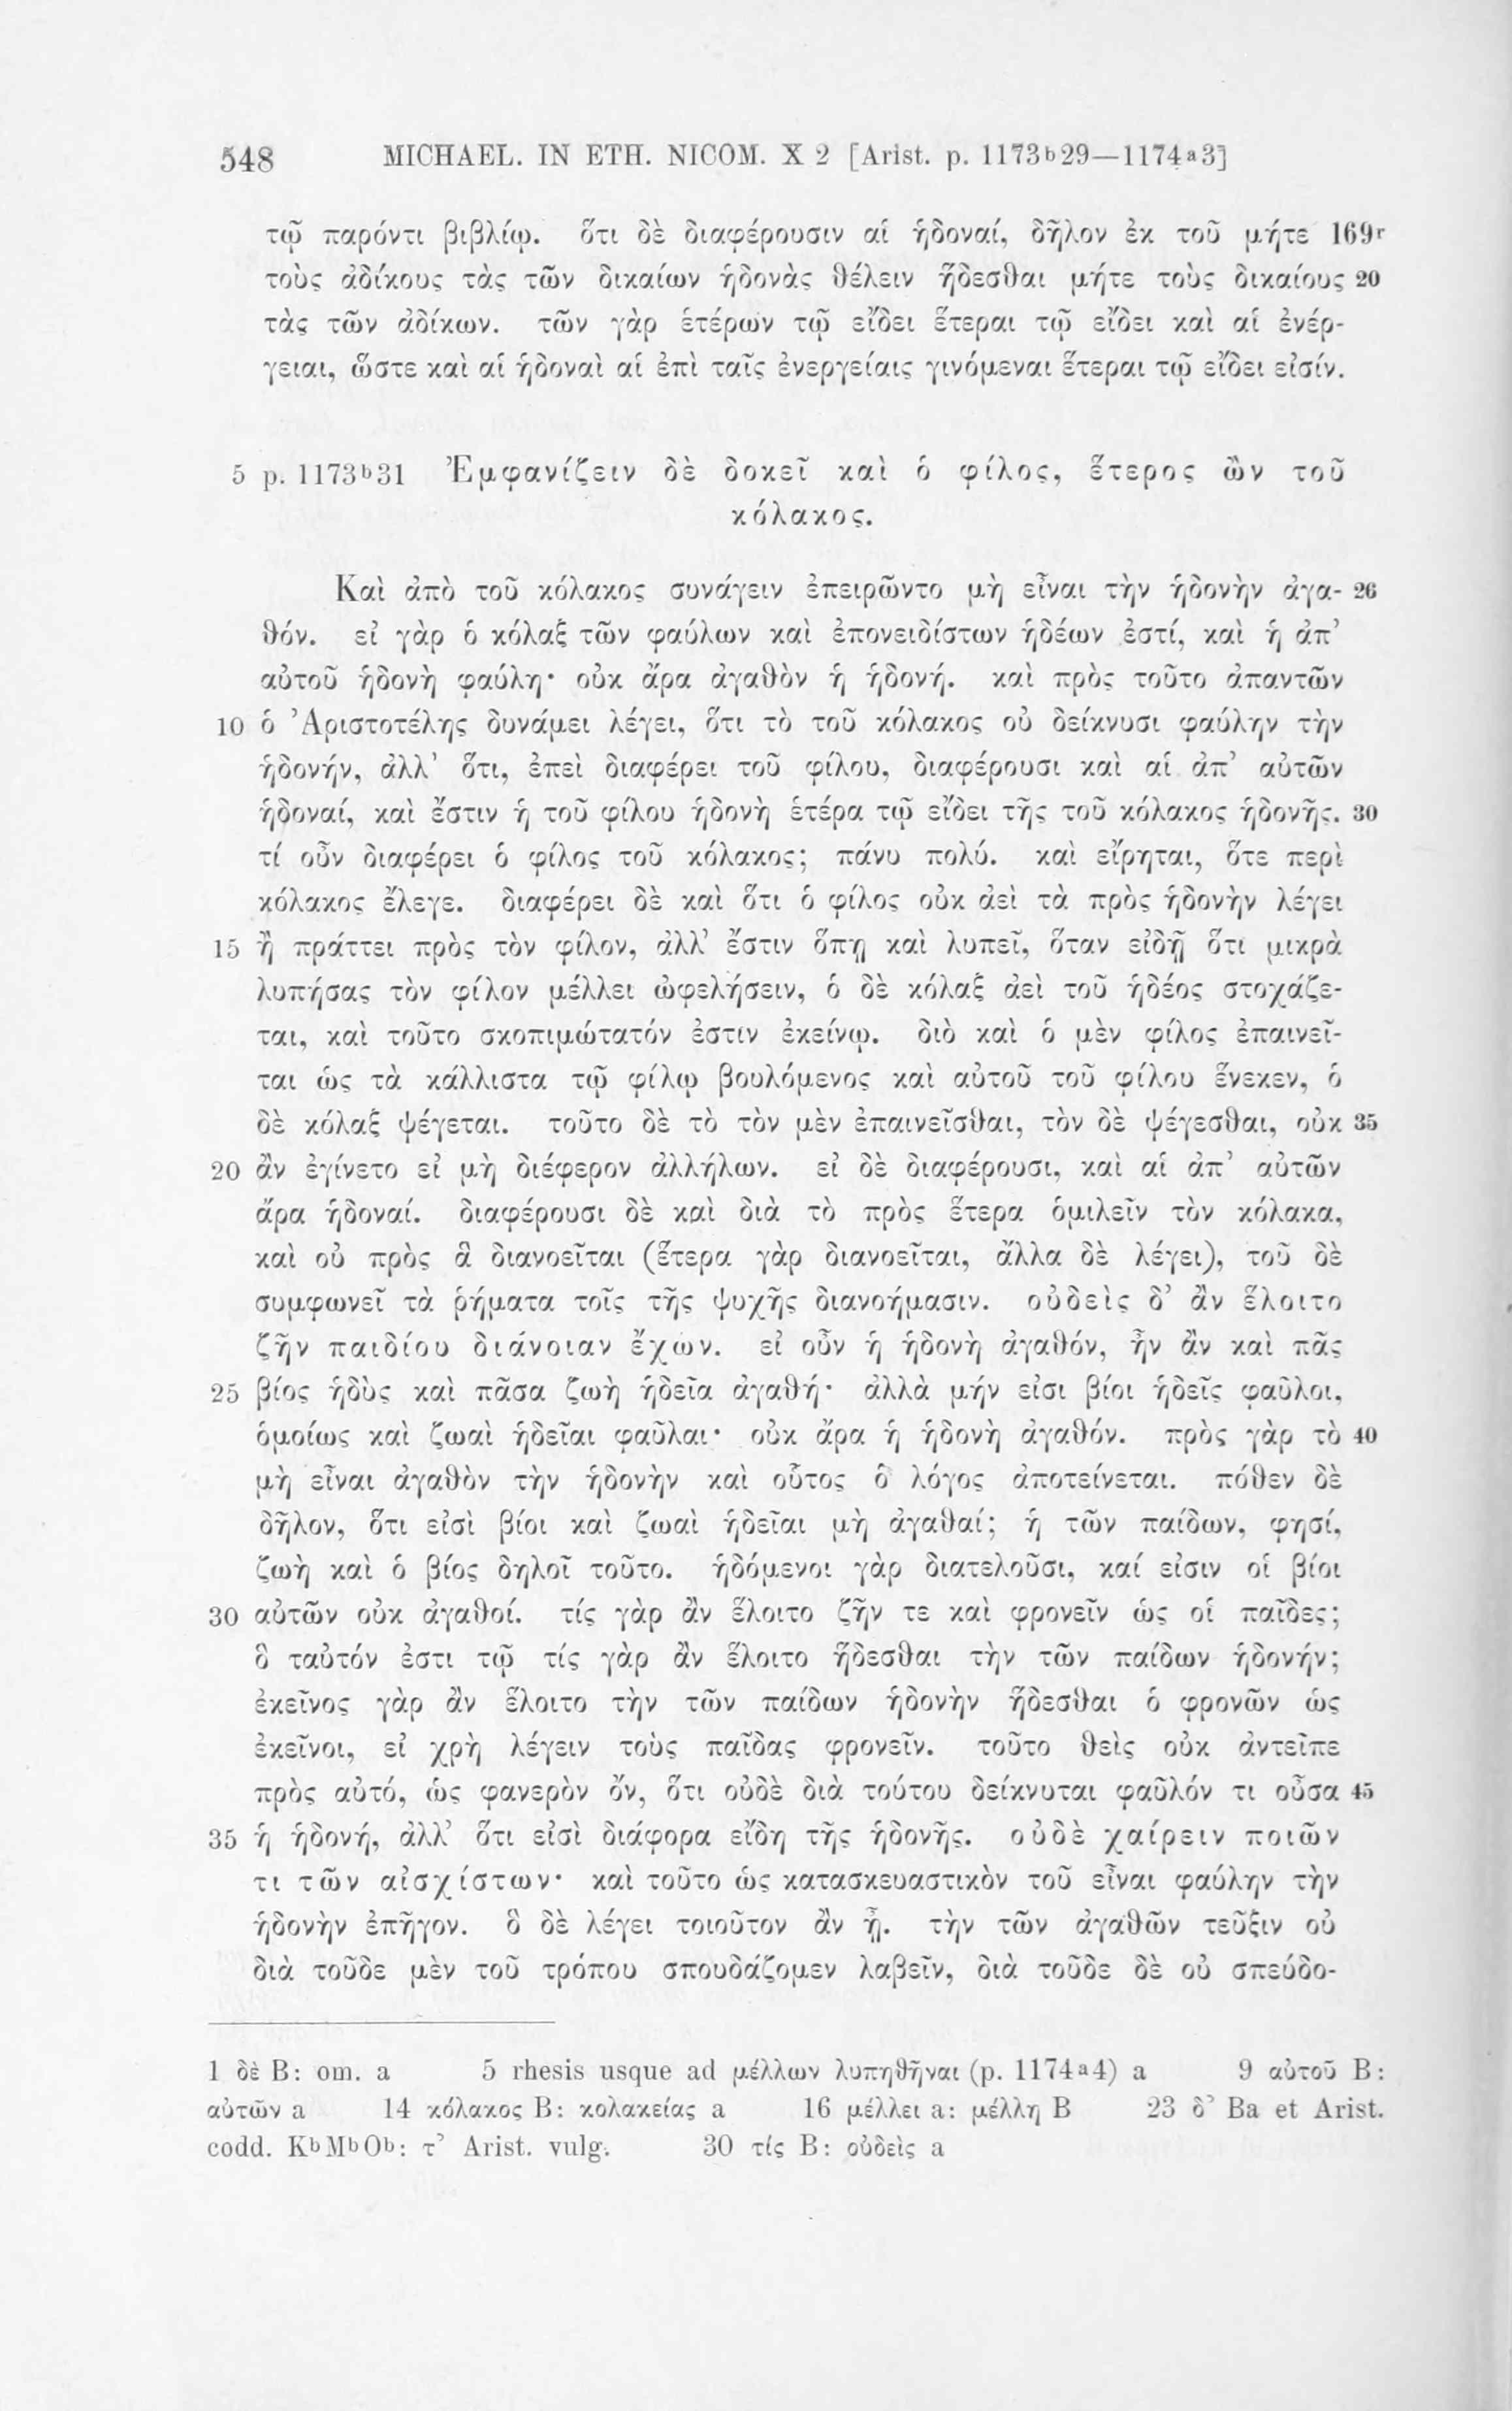 548 MICHAEL. IN ETH. NICOM. X 2 [Arist. p. 1173ᵇ29—1174ᵃ3]
τῷ παρόντι βιβλίῳ. ὅτι δὲ διαφέρουσιν αἱ ἡδοναί, δῆλον ἐκ τοῦ μήτε 169ʳ
τοὺς ἀδίκους τὰς τῶν δικαίων ἡδονὰς θέλειν ἥδεσθαι μήτε τοὺς δικαίους 20
τὰς τῶν ἀδίκων. τῶν γὰρ ἑτέρων τῷ εἴδει ἕτεραι τῷ εἴδει καὶ αἱ ἐνέρ-
γειαι, ὥστε καὶ αἱ ἡδοναὶ αἱ ἐπὶ ταῖς ἐνεργείαις γινόμεναι ἕτεραι τῷ εἴδει εἰσίν.
5 p. 1173ᵇ31 Ἐμφανίζειν δὲ δοκεῖ καὶ ὁ φίλος, ἕτερος ὢν τοῦ
κόλακος.
Καὶ ἀπὸ τοῦ κόλακος συνάγειν ἐπειρῶντο μὴ εἶναι τὴν ἡδονὴν ἀγα- 26
θόν. εἰ γὰρ ὁ κόλαξ τῶν φαύλων καὶ ἐπονειδίστων ἡδέων ἐστί, καὶ ἡ ἀπ’
αὐτοῦ ἡδονὴ φαύλη· οὐκ ἄρα ἀγαθὸν ἡ ἡδονή. καὶ πρὸς τοῦτο ἀπαντῶν
10 ὁ Ἀριστοτέλης δυνάμει λέγει, ὅτι τὸ τοῦ κόλακος οὐ δείκνυσι φαύλην τὴν
ἡδονήν, ἀλλ’ ὅτι, ἐπεὶ διαφέρει τοῦ φίλου, διαφέρουσι καὶ αἱ ἀπ’ αὐτῶν
ἡδοναί, καὶ ἔστιν ἡ τοῦ φίλου ἡδονὴ ἑτέρα τῷ εἴδει τῆς τοῦ κόλακος ἡδονῆς. 30
τί οὖν διαφέρει ὁ φίλος τοῦ κόλακος; πάνυ πολύ. καὶ εἴρηται, ὅτε περὶ
κόλακος ἔλεγε. διαφέρει δὲ καὶ ὅτι ὁ φίλος οὐκ ἀεὶ τὰ πρὸς ἡδονὴν λέγει
15 ἢ πράττει πρὸς τὸν φίλον, ἀλλ’ ἔστιν ὅπῃ καὶ λυπεῖ, ὅταν εἰδῇ ὅτι μικρὰ
λυπήσας τὸν φίλον μέλλει ὠφελήσειν, ὁ δὲ κόλαξ ἀεὶ τοῦ ἡδέος στοχάζε-
ται, καὶ τοῦτο σκοπιμώτατόν ἐστιν ἐκείνῳ. διὸ καὶ ὁ μὲν φίλος ἐπαινεῖ-
ται ὡς τὰ κάλλιστα τῷ φίλῳ βουλόμενος καὶ αὐτοῦ τοῦ φίλου ἕνεκεν, ὁ
δὲ κόλαξ ψέγεται. τοῦτο δὲ τὸ τὸν μὲν ἐπαινεῖσθαι, τὸν δὲ ψέγεσθαι, οὐκ 35
20 ἂν ἐγίνετο εἰ μὴ διέφερον ἀλλήλων. εἰ δὲ διαφέρουσι, καὶ αἱ ἀπ’ αὐτῶν
ἄρα ἡδοναί. διαφέρουσι δὲ καὶ διὰ τὸ πρὸς ἕτερα ὁμιλεῖν τὸν κόλακα,
καὶ οὐ πρὸς ἃ διανοεῖται (ἕτερα γὰρ διανοεῖται, ἄλλα δὲ λέγει), τοῦ δὲ
συμφωνεῖ τὰ ῥήματα τοῖς τῆς ψυχῆς διανοήμασιν. οὐδεὶς δ’ ἂν ἕλοιτο
ζῆν παιδίου διάνοιαν ἔχων. εἰ οὖν ἡ ἡδονὴ ἀγαθόν, ἦν ἂν καὶ πᾶς
25 βίος ἡδὺς καὶ πᾶσα ζωὴ ἡδεῖα ἀγαθή· ἀλλὰ μήν εἰσι βίοι ἡδεῖς φαῦλοι,
ὁμοίως καὶ ζωαὶ ἡδεῖαι φαῦλαι· οὐκ ἄρα ἡ ἡδονὴ ἀγαθόν. πρὸς γὰρ τὸ 40
μὴ εἶναι ἀγαθὸν τὴν ἡδονὴν καὶ οὗτος ὁ λόγος ἀποτείνεται. πόθεν δὲ
δῆλον, ὅτι εἰσὶ βίοι καὶ ζωαὶ ἡδεῖαι μὴ ἀγαθαί; ἡ τῶν παίδων, φησί,
ζωὴ καὶ ὁ βίος δηλοῖ τοῦτο. ἡδόμενοι γὰρ διατελοῦσι, καί εἰσιν οἱ βίοι
30 αὐτῶν οὐκ ἀγαθοί. τίς γὰρ ἂν ἕλοιτο ζῆν τε καὶ φρονεῖν ὡς οἱ παῖδες;
ὃ ταὐτόν ἐστι τῷ τίς γὰρ ἂν ἕλοιτο ἥδεσθαι τὴν τῶν παίδων ἡδονήν;
ἐκεῖνος γὰρ ἂν ἕλοιτο τὴν τῶν παίδων ἡδονὴν ἥδεσθαι ὁ φρονῶν ὡς
ἐκεῖνοι, εἰ χρὴ λέγειν τοὺς παῖδας φρονεῖν. τοῦτο θεὶς οὐκ ἀντεῖπε
πρὸς αὐτό, ὡς φανερὸν ὄν, ὅτι οὐδὲ διὰ τούτου δείκνυται φαῦλόν τι οὖσα 45
35 ἡ ἡδονή, ἀλλ’ ὅτι εἰσὶ διάφορα εἴδη τῆς ἡδονῆς. οὐδὲ χαίρειν ποιῶν
τι τῶν αἰσχίστων· καὶ τοῦτο ὡς κατασκευαστικὸν τοῦ εἶναι φαύλην τὴν
ἡδονὴν ἐπῆγον. ὃ δὲ λέγει τοιοῦτον ἂν ᾖ. τὴν τῶν ἀγαθῶν τεῦξιν οὐ
διὰ τοῦδε μὲν τοῦ τρόπου σπουδάζομεν λαβεῖν, διὰ τοῦδε δὲ οὐ σπεύδο-
1 δὲ B: om. a 5 rhesis usque ad μέλλων λυπηθῆναι (p. 1174ᵃ4) a 9 αὐτοῦ B:
αὐτῶν a 14 κόλακος B: κολακείας a 16 μέλλει a: μέλλη B 23 δ’ Ba et Arist.
codd. KᵇMᵇOᵇ: τ’ Arist. vulg. 30 τίς B: οὐδεὶς a